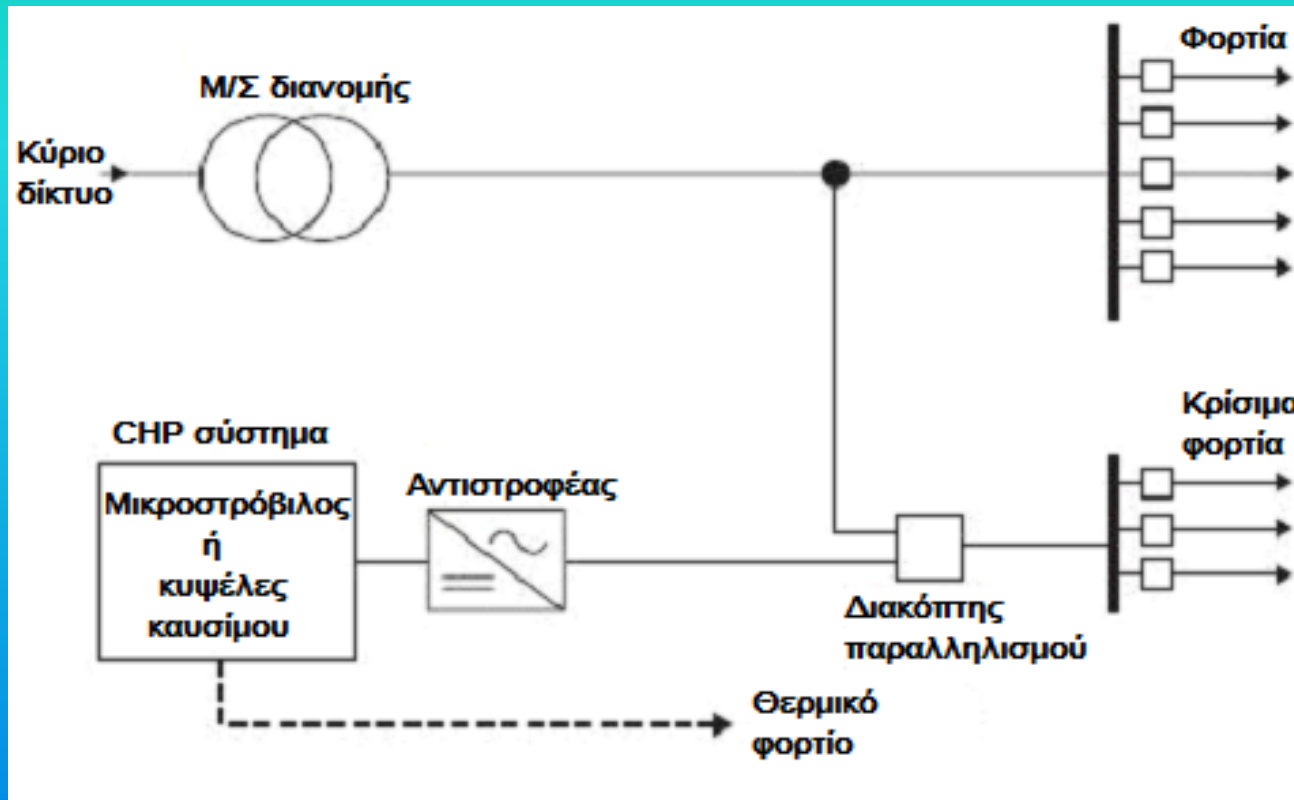 Φορτία
Μ/Σ διανομής
Κύριο
δίκτυο
Κρίσιμα
φορτία
CHP σύστημα
Αντιστροφέας
Μικροστρόβιλος
ή
κυψέλες
καυσίμου
Διακόπτης
παραλληλισμού
Θερμικό
φορτίο